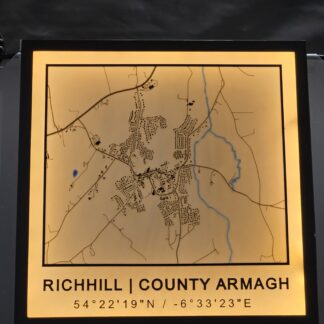 RICHHILL | COUNTY ARMAGH
54°22'19"N / -6°33'23"E